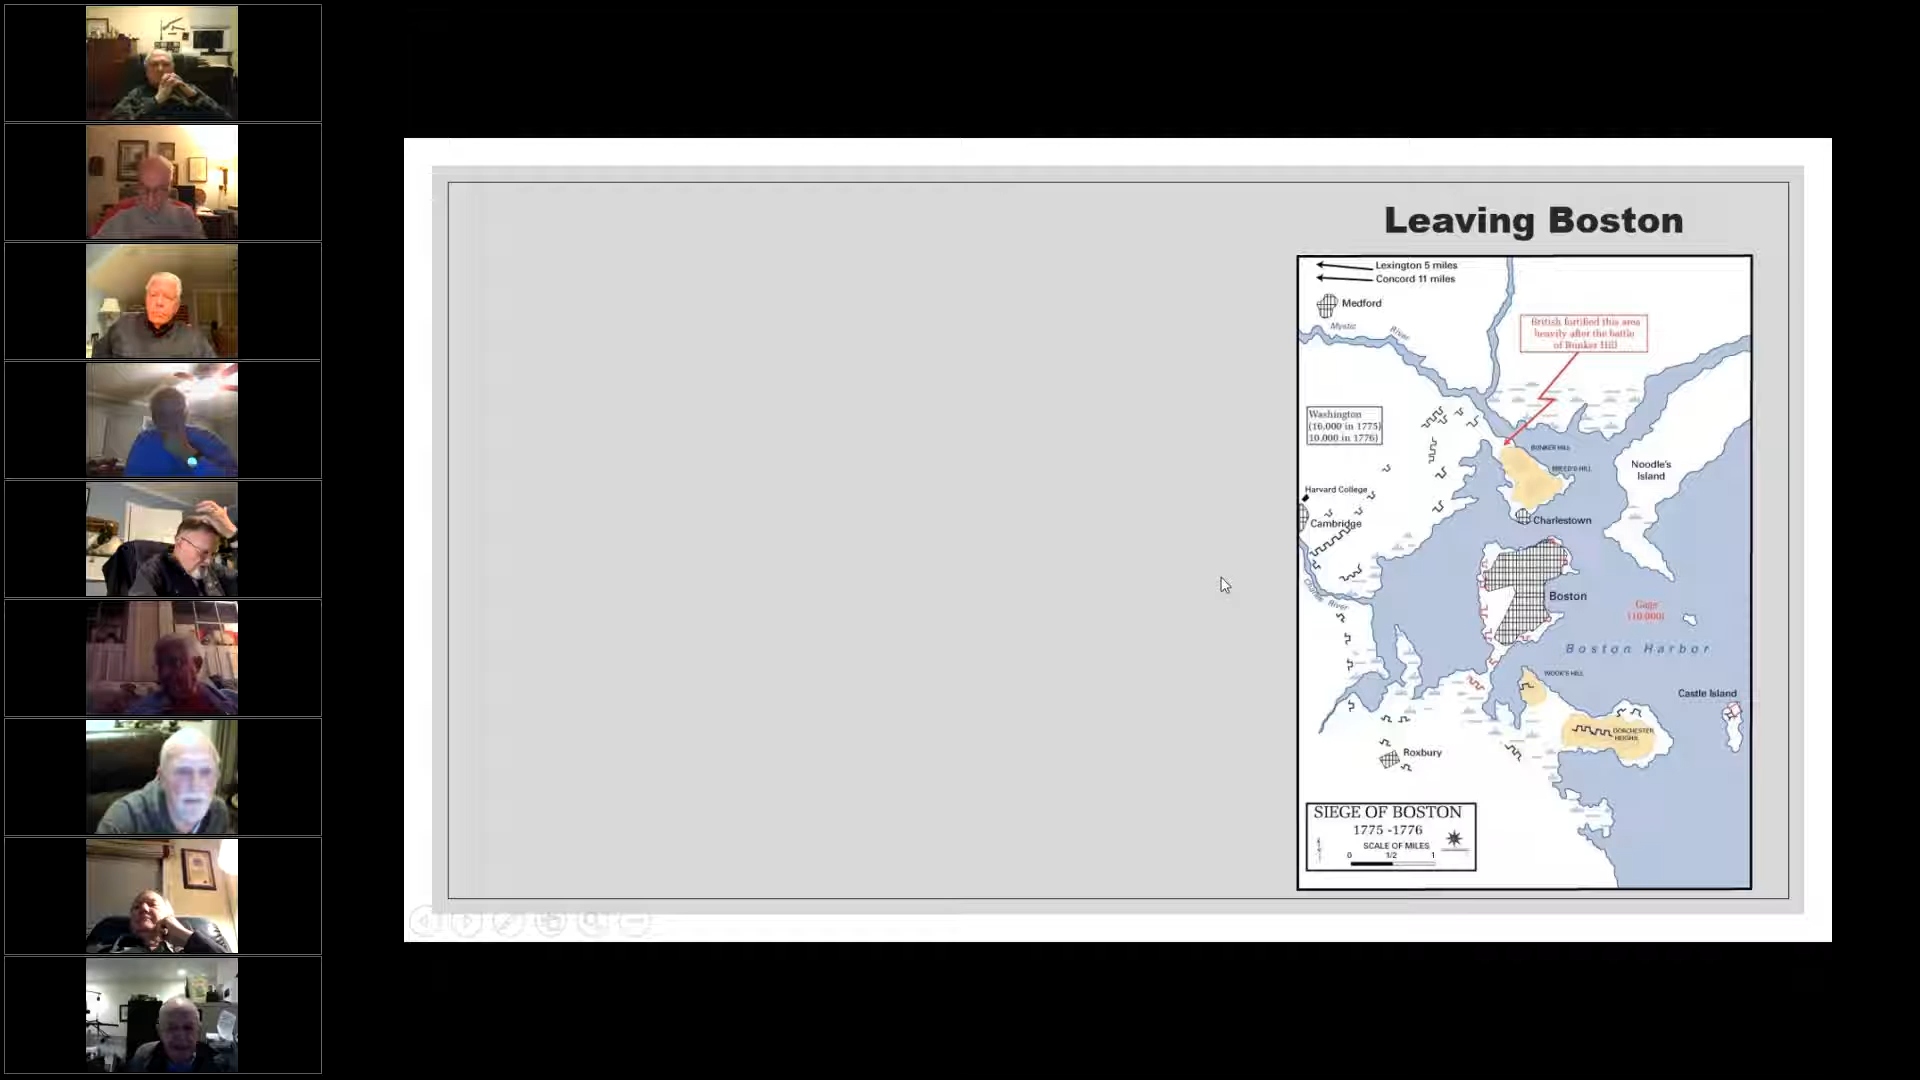 Leaving Boston
Lexington 5 miles
Concord 11 miles
Medford
Mystic River
British fortified this area
heavily after the battle
of Bunker Hill
Washington
(16,000 in 1775)
10,000 in 1776)
BUNKER HILL
BREED'S HILL
Noodle's
Island
Harvard College
Cambridge
Charlestown
Charles River
Boston
Gage
(10,000)
Boston Harbor
NOOK'S HILL
Castle Island
DORCHESTER
HEIGHTS
Roxbury
SIEGE OF BOSTON
1775 -1776
SCALE OF MILES
0 1/2 1